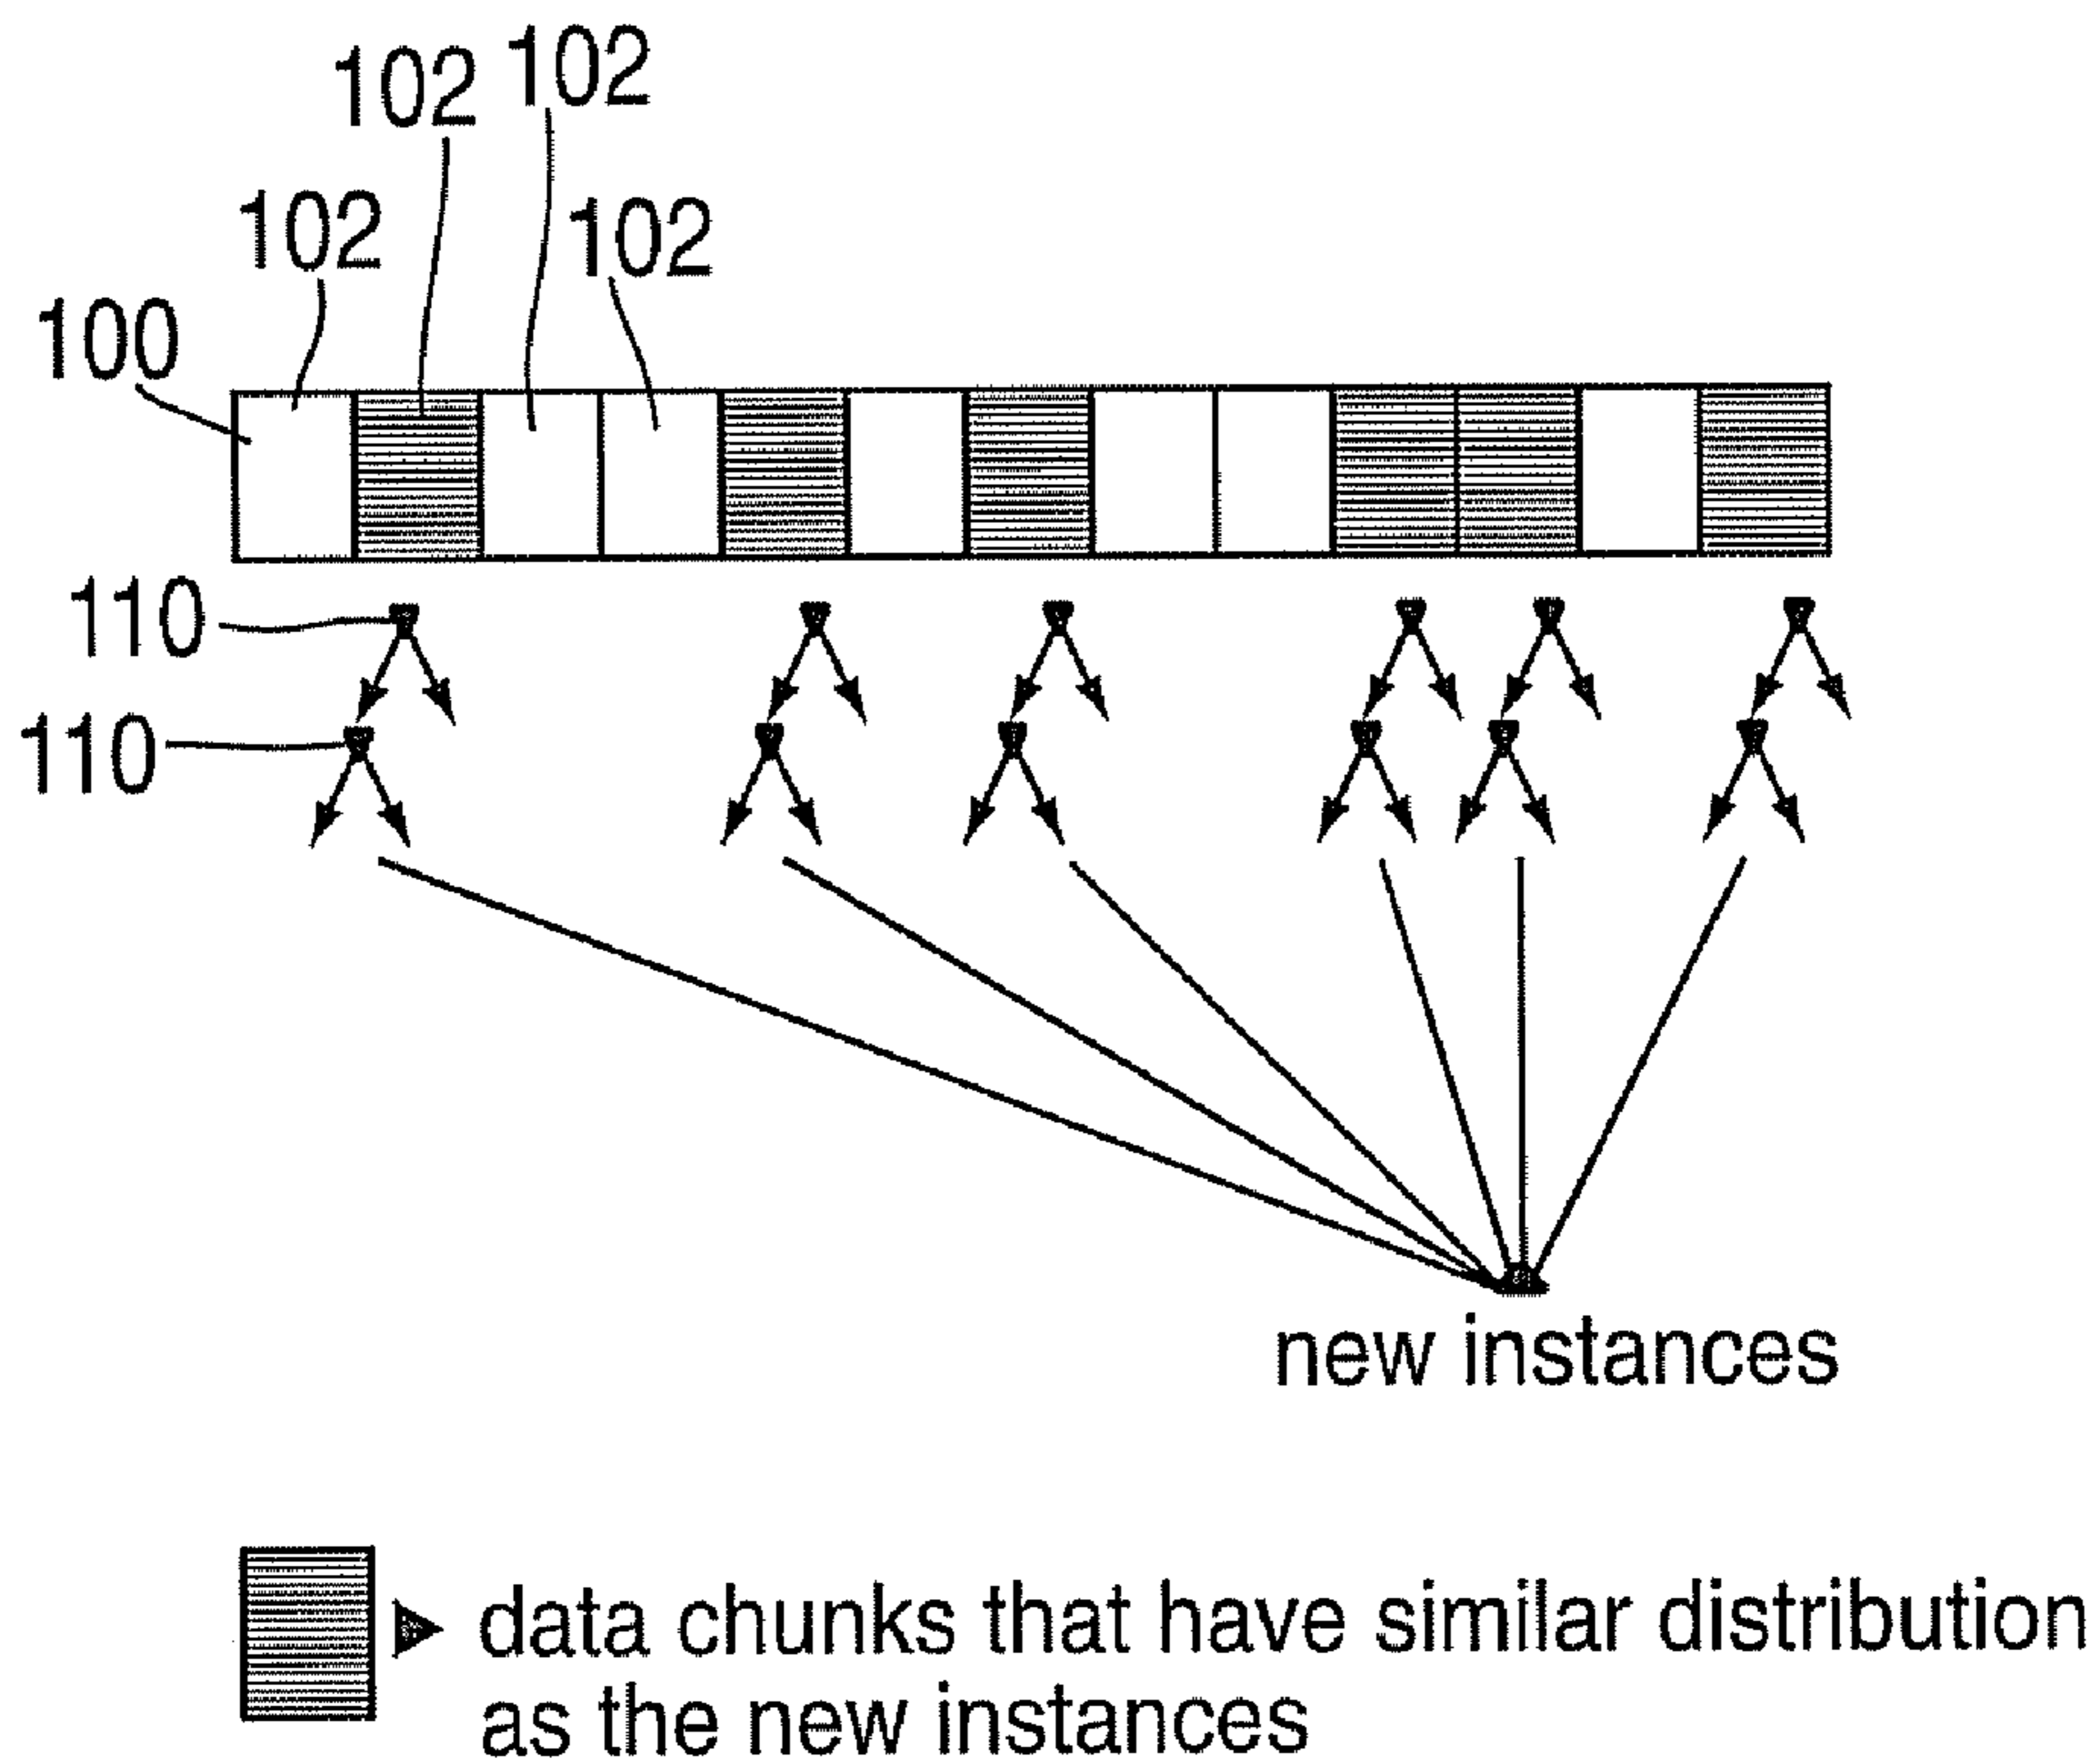 102
102
102
102
100
110
110
new instances
data chunks that have similar distribution
as the new instances